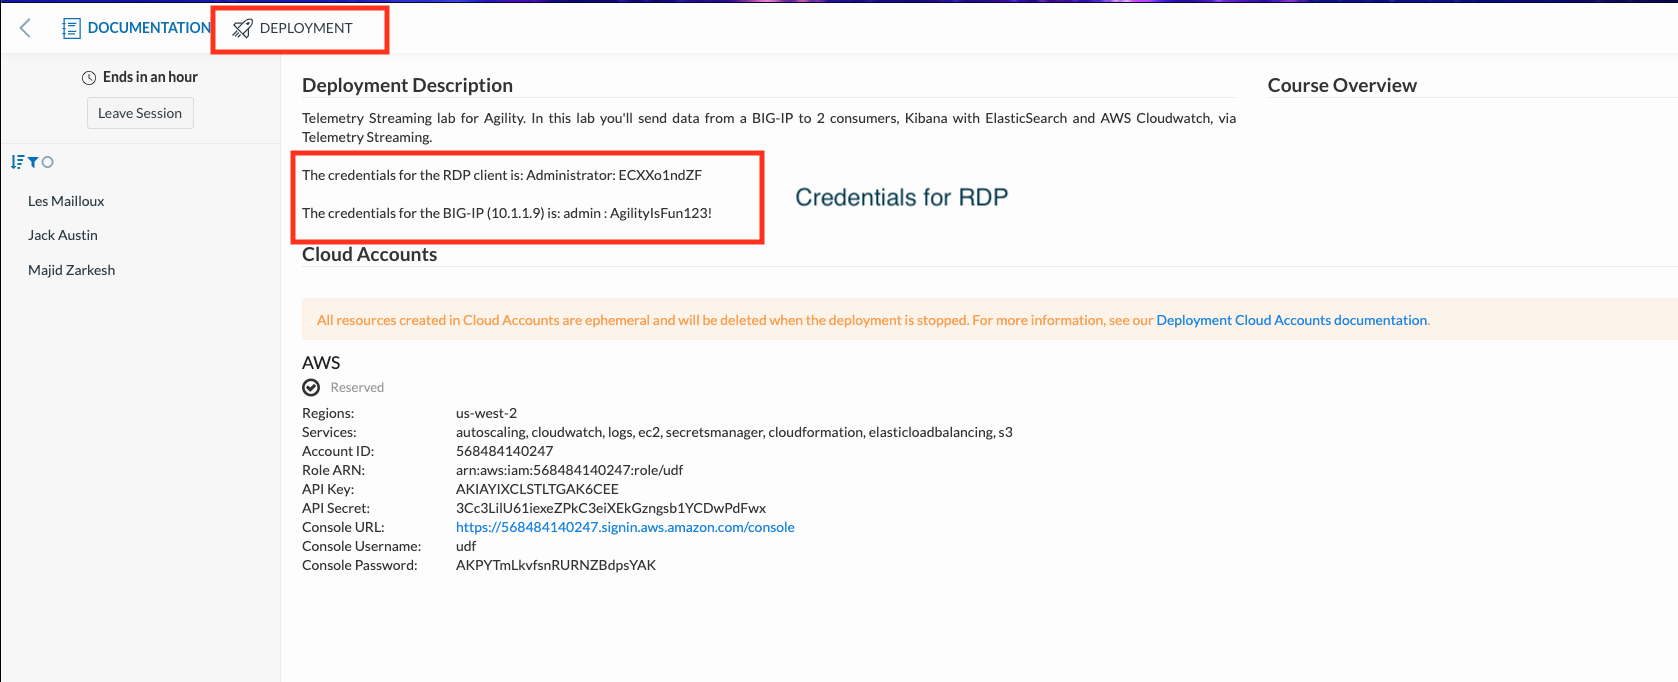 DOCUMENTATION
DEPLOYMENT
Ends in an hour
Leave Session
Les Mailloux
Jack Austin
Majid Zarkesh
Deployment Description
Telemetry Streaming lab for Agility. In this lab you'll send data from a BIG-IP to 2 consumers, Kibana with ElasticSearch and AWS Cloudwatch, via
Telemetry Streaming.
The credentials for the RDP client is: Administrator: ECXXo1ndZF
The credentials for the BIG-IP (10.1.1.9) is: admin : AgilityIsFun123!
Credentials for RDP
Course Overview
Cloud Accounts
All resources created in Cloud Accounts are ephemeral and will be deleted when the deployment is stopped. For more information, see our Deployment Cloud Accounts documentation.
AWS
Reserved
Regions: us-west-2
Services: autoscaling, cloudwatch, logs, ec2, secretsmanager, cloudformation, elasticloadbalancing, s3
Account ID: 568484140247
Role ARN: arn:aws:iam:568484140247:role/udf
API Key: AKIAYIXCLSTLTGAK6CEE
API Secret: 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
Console URL: https://568484140247.signin.aws.amazon.com/console
Console Username: udf
Console Password: AKPYTmLkvfsnRURNZBdpsYAK